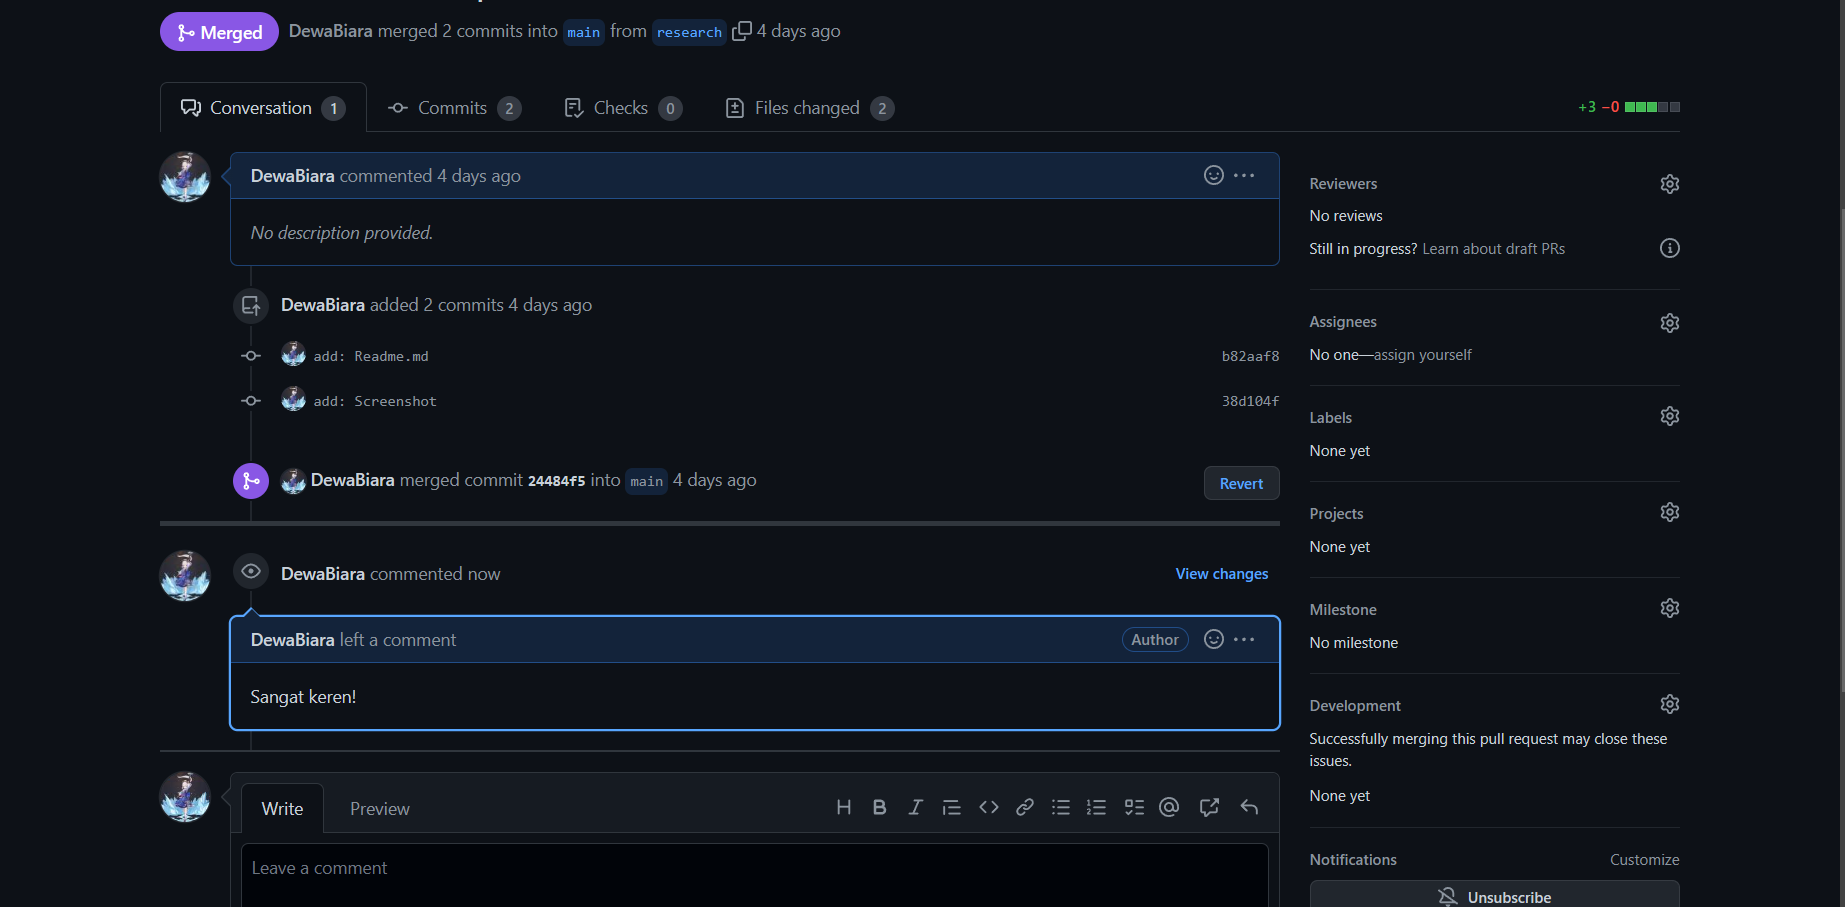 Merged DewaBiara merged 2 commits into main from research 4 days ago
Conversation 1 Commits 2 Checks 0 Files changed 2 +3 −0
DewaBiara commented 4 days ago
No description provided.
DewaBiara added 2 commits 4 days ago
add: Readme.md b82aaf8
add: Screenshot 38d104f
DewaBiara merged commit 24484f5 into main 4 days ago Revert
DewaBiara commented now View changes
DewaBiara left a comment Author
Sangat keren!
Write Preview
Leave a comment
Reviewers
No reviews
Still in progress? Learn about draft PRs
Assignees
No one—assign yourself
Labels
None yet
Projects
None yet
Milestone
No milestone
Development
Successfully merging this pull request may close these
issues.
None yet
Notifications Customize
Unsubscribe